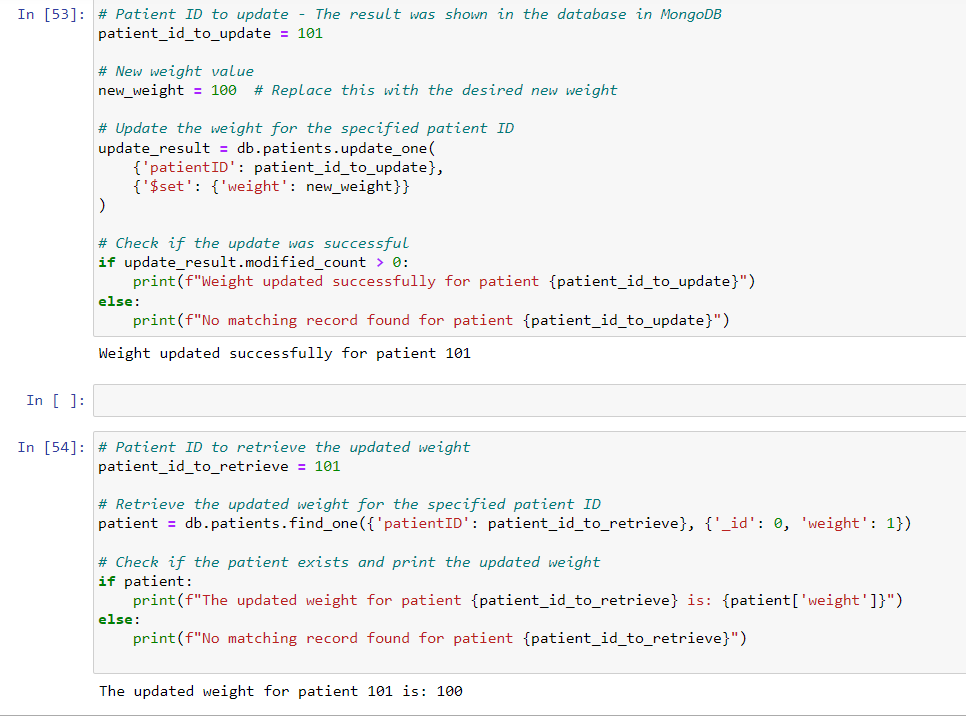 In [53]: # Patient ID to update - The result was shown in the database in MongoDB
patient_id_to_update = 101
# New weight value
new_weight = 100  # Replace this with the desired new weight
# Update the weight for the specified patient ID
update_result = db.patients.update_one(
    {'patientID': patient_id_to_update},
    {'$set': {'weight': new_weight}}
)
# Check if the update was successful
if update_result.modified_count > 0:
    print(f"Weight updated successfully for patient {patient_id_to_update}")
else:
    print(f"No matching record found for patient {patient_id_to_update}")
Weight updated successfully for patient 101
In [ ]:
In [54]: # Patient ID to retrieve the updated weight
patient_id_to_retrieve = 101
# Retrieve the updated weight for the specified patient ID
patient = db.patients.find_one({'patientID': patient_id_to_retrieve}, {'_id': 0, 'weight': 1})
# Check if the patient exists and print the updated weight
if patient:
    print(f"The updated weight for patient {patient_id_to_retrieve} is: {patient['weight']}")
else:
    print(f"No matching record found for patient {patient_id_to_retrieve}")
The updated weight for patient 101 is: 100